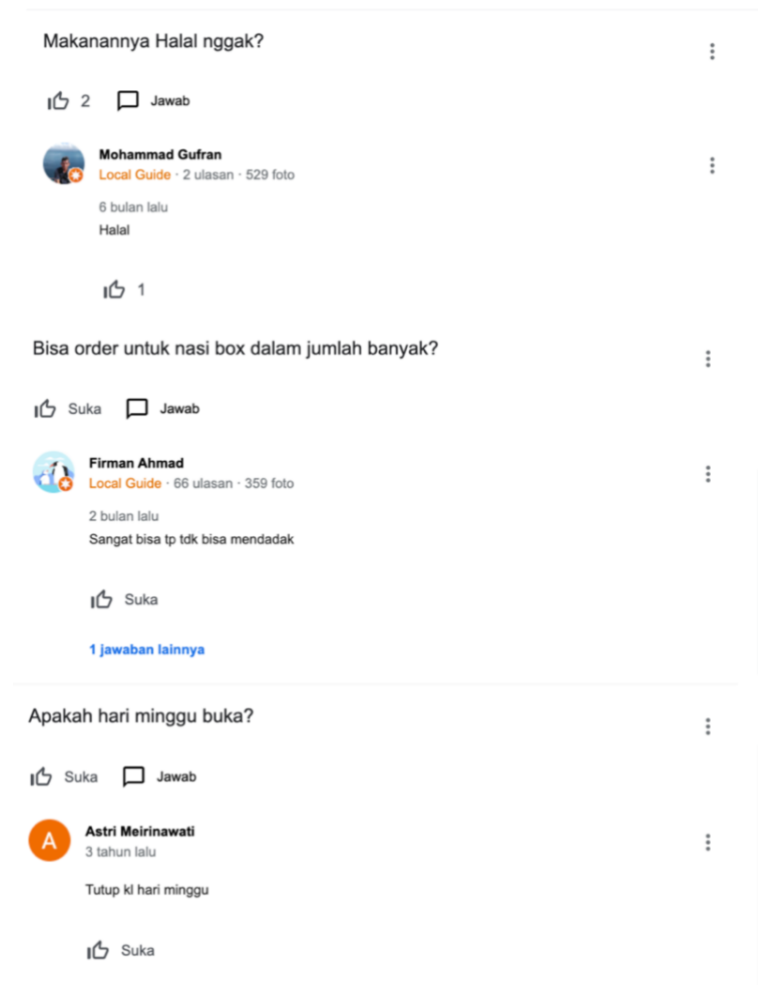 Makanannya Halal nggak?
2 Jawab
Mohammad Gufran
Local Guide · 2 ulasan · 529 foto
6 bulan lalu
Halal
1
Bisa order untuk nasi box dalam jumlah banyak?
Suka Jawab
Firman Ahmad
Local Guide · 66 ulasan · 359 foto
2 bulan lalu
Sangat bisa tp tdk bisa mendadak
Suka
1 jawaban lainnya
Apakah hari minggu buka?
Suka Jawab
A
Astri Meirinawati
3 tahun lalu
Tutup kl hari minggu
Suka